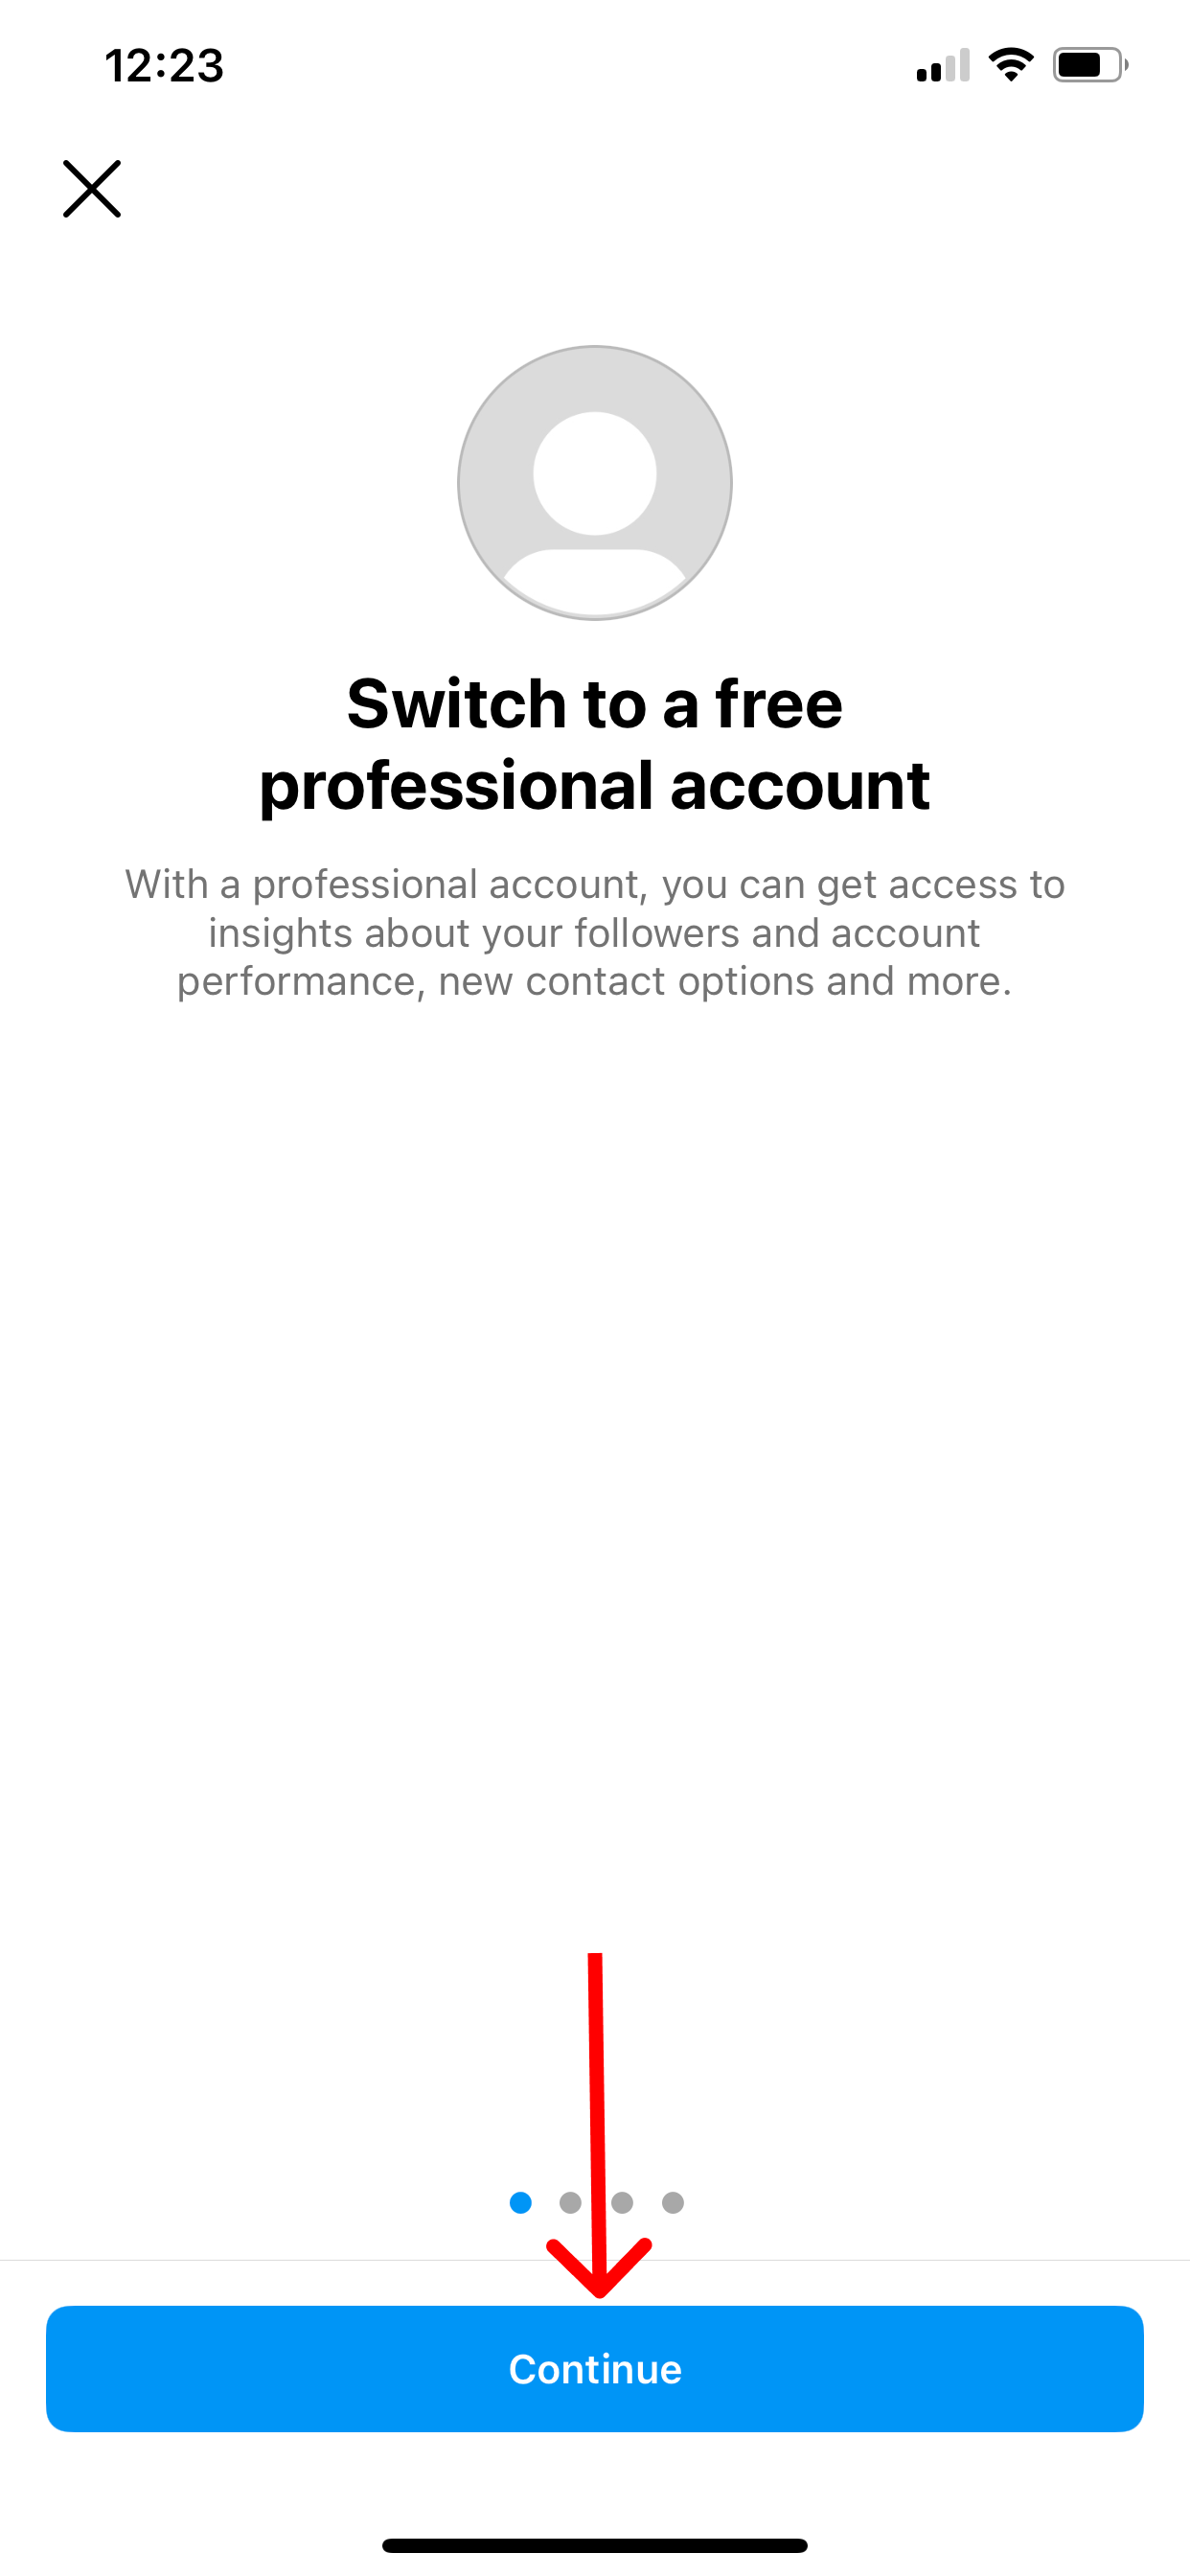 12:23
Switch to a free
professional account
With a professional account, you can get access to
insights about your followers and account
performance, new contact options and more.
Continue